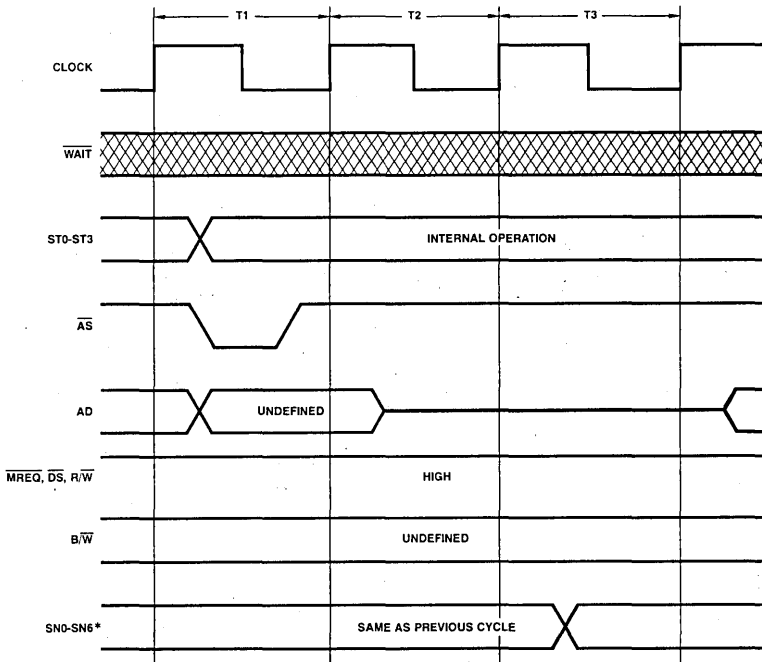 T1 T2 T3
CLOCK
WAIT
ST0-ST3 INTERNAL OPERATION
AS
AD UNDEFINED
MREQ, DS, R/W HIGH
B/W UNDEFINED
SN0-SN6* SAME AS PREVIOUS CYCLE